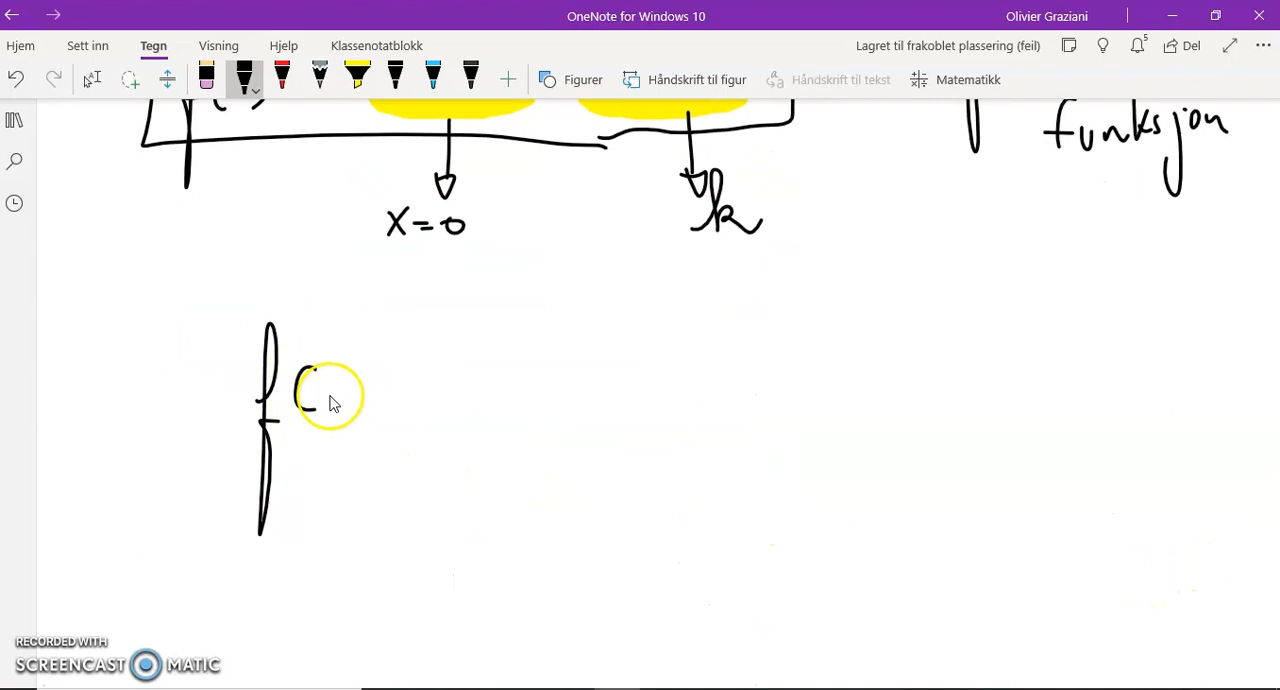 OneNote for Windows 10
Olivier Graziani
Hjem Sett inn Tegn Visning Hjelp Klassenotatblokk
Lagret til frakoblet plassering (feil) 5 Del
Figurer Håndskrift til figur Håndskrift til tekst Matematikk
f( )
funksjon
x=0 k
f(
RECORDED WITH
SCREENCAST MATIC